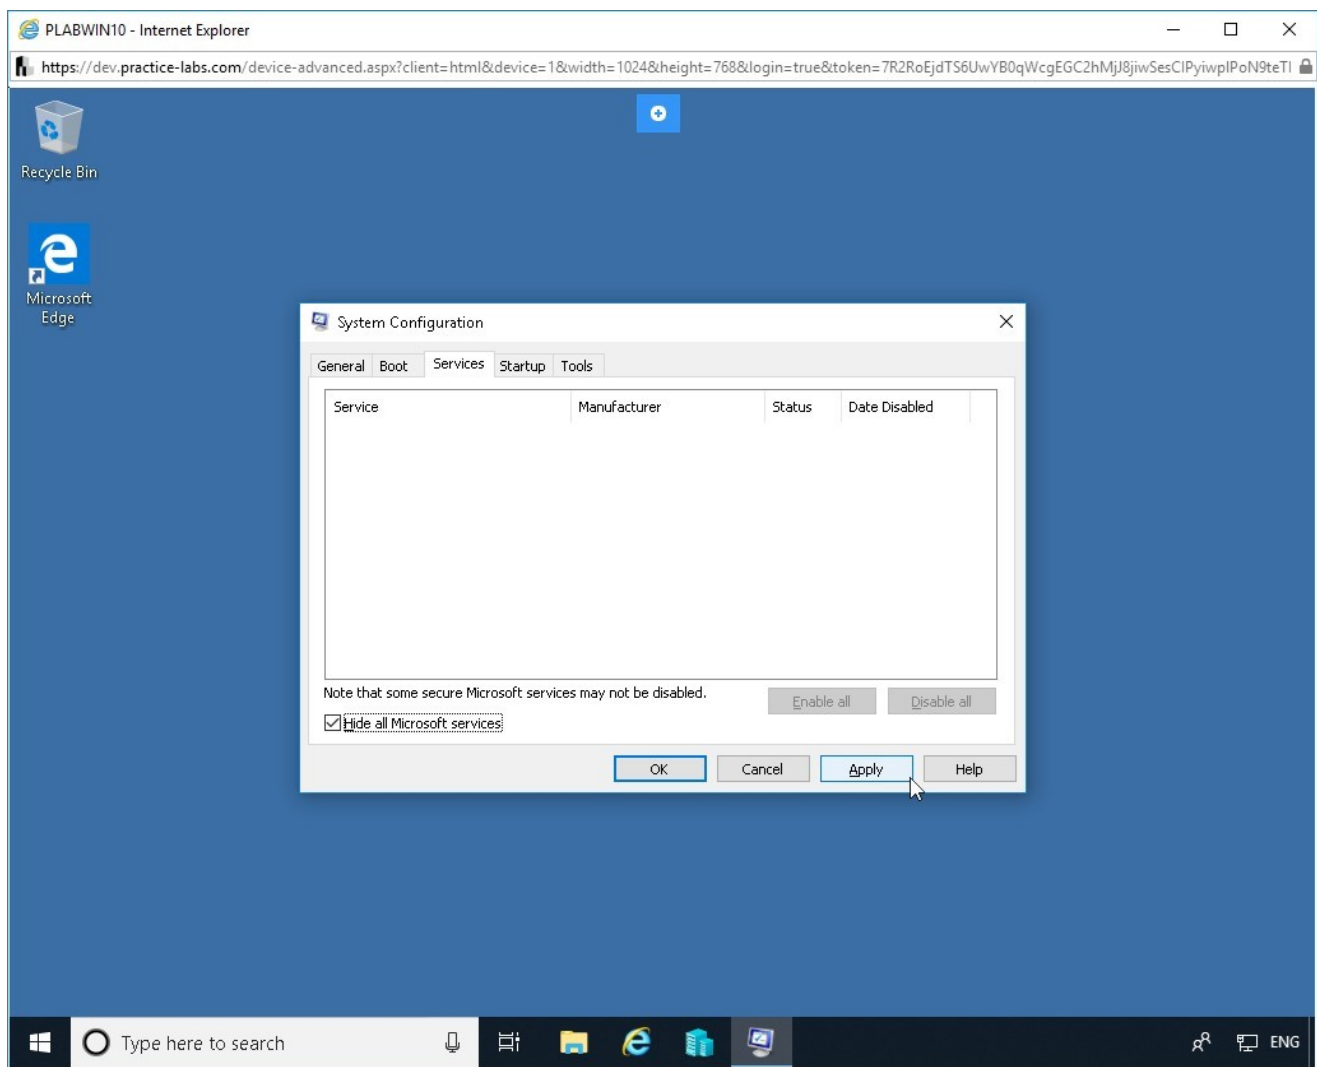 PLABWIN10 - Internet Explorer
https://dev.practice-labs.com/device-advanced.aspx?client=html&device=1&width=1024&height=768&login=true&token=7R2RoEjdTS6UwYB0qWcgEGC2hMjJ8jiwSesCIPyiwpIPoN9teTI
Recycle Bin
Microsoft
Edge
System Configuration
General Boot Services Startup Tools
Service Manufacturer Status Date Disabled
Note that some secure Microsoft services may not be disabled.
Enable all Disable all
Hide all Microsoft services
OK Cancel Apply Help
Type here to search
ENG